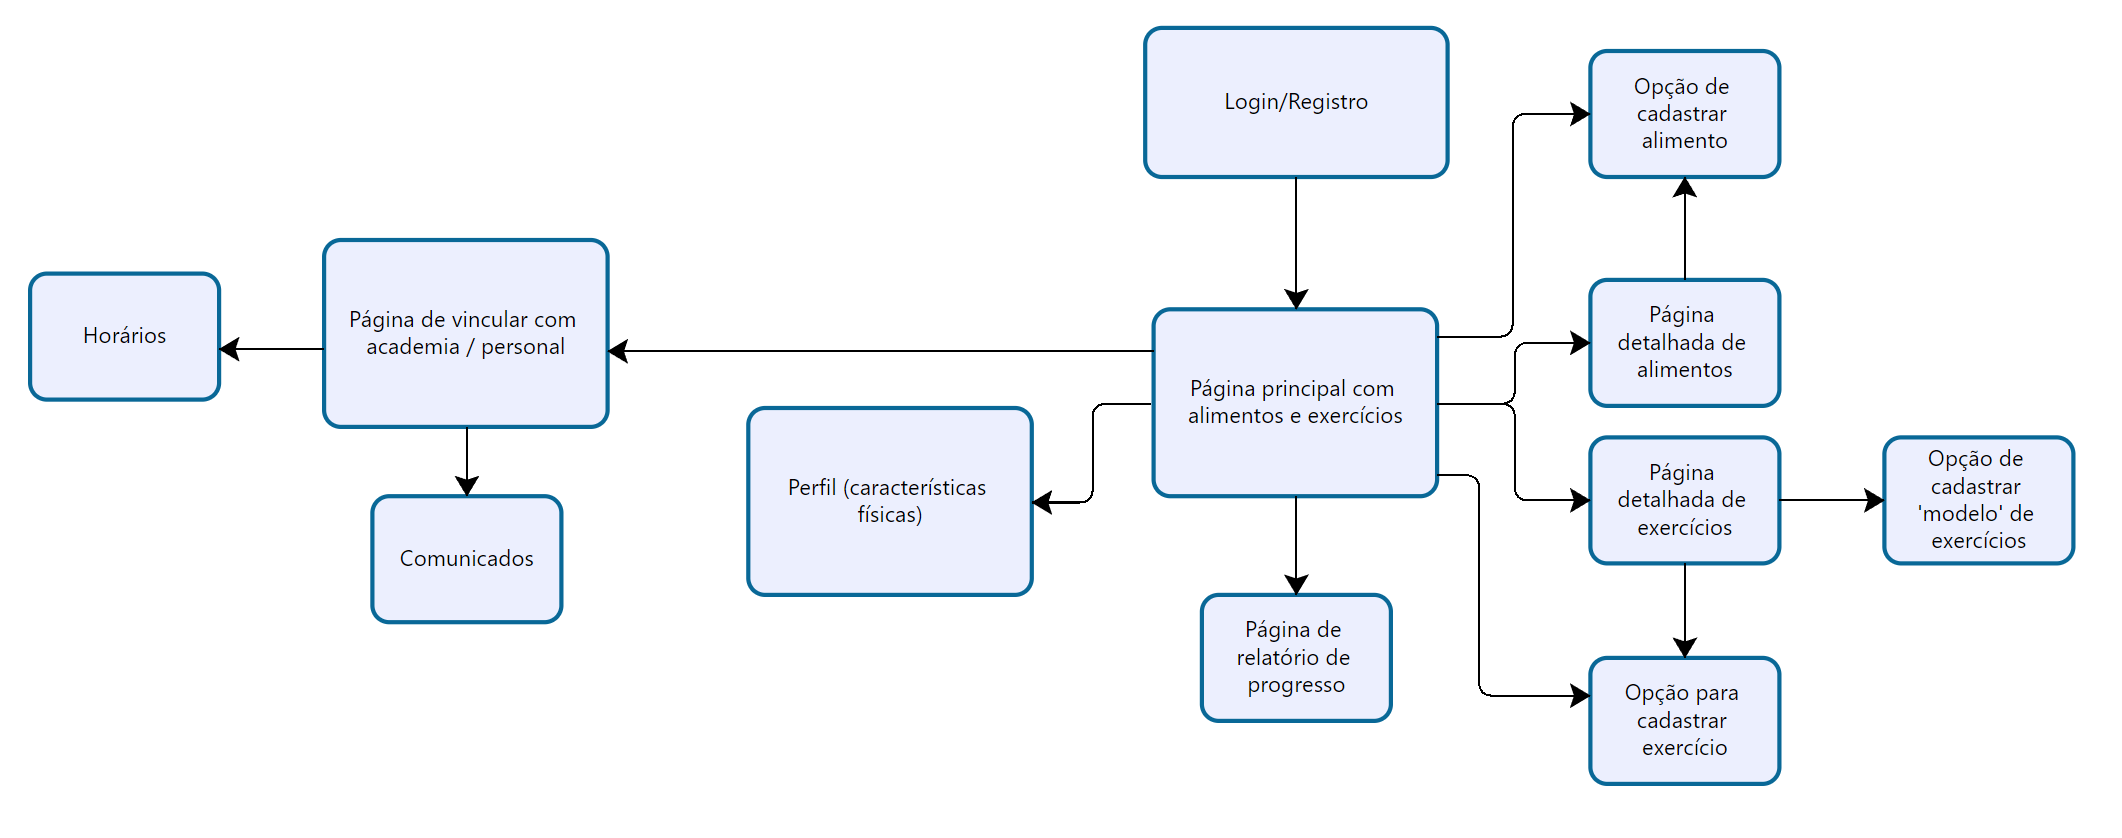 Login/Registro
Opção de
cadastrar
alimento
Horários
Página de vincular com
academia / personal
Página principal com
alimentos e exercícios
Página
detalhada de
alimentos
Perfil (características
físicas)
Comunicados
Página
detalhada de
exercícios
Opção de
cadastrar
'modelo' de
exercícios
Página de
relatório de
progresso
Opção para
cadastrar
exercício